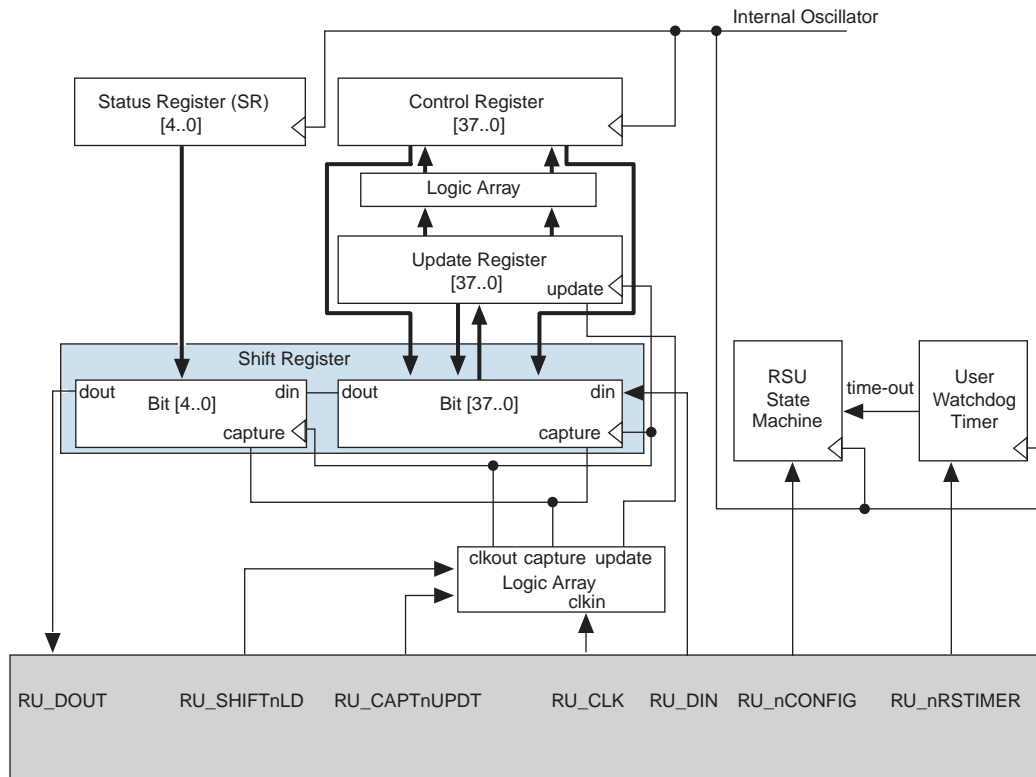 Internal Oscillator
Status Register (SR)
[4..0]
Control Register
[37..0]
Logic Array
Update Register
[37..0]
update
Shift Register
dout
din
Bit [4..0]
capture
dout
din
Bit [37..0]
capture
RSU
State
Machine
time-out
User
Watchdog
Timer
clkout capture update
Logic Array
clkin
RU_DOUT
RU_SHIFTnLD
RU_CAPTnUPDT
RU_CLK
RU_DIN
RU_nCONFIG
RU_nRSTIMER